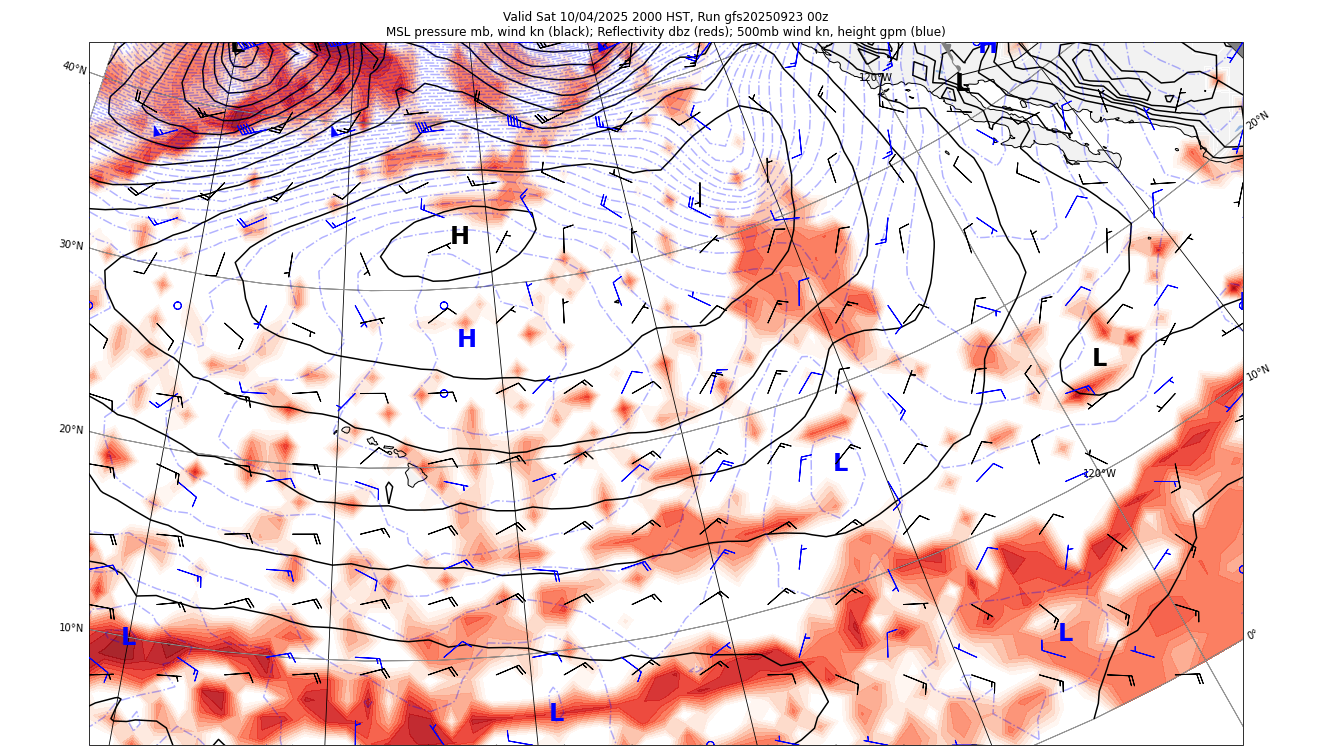 Valid Sat 10/04/2025 2000 HST, Run gfs20250923 00z
MSL pressure mb, wind kn (black); Reflectivity dbz (reds); 500mb wind kn, height gpm (blue)
L
H
40°N
120°W
L
20°N
H
30°N
H
L
10°N
20°N
L
120°W
10°N
L
L
0°
L